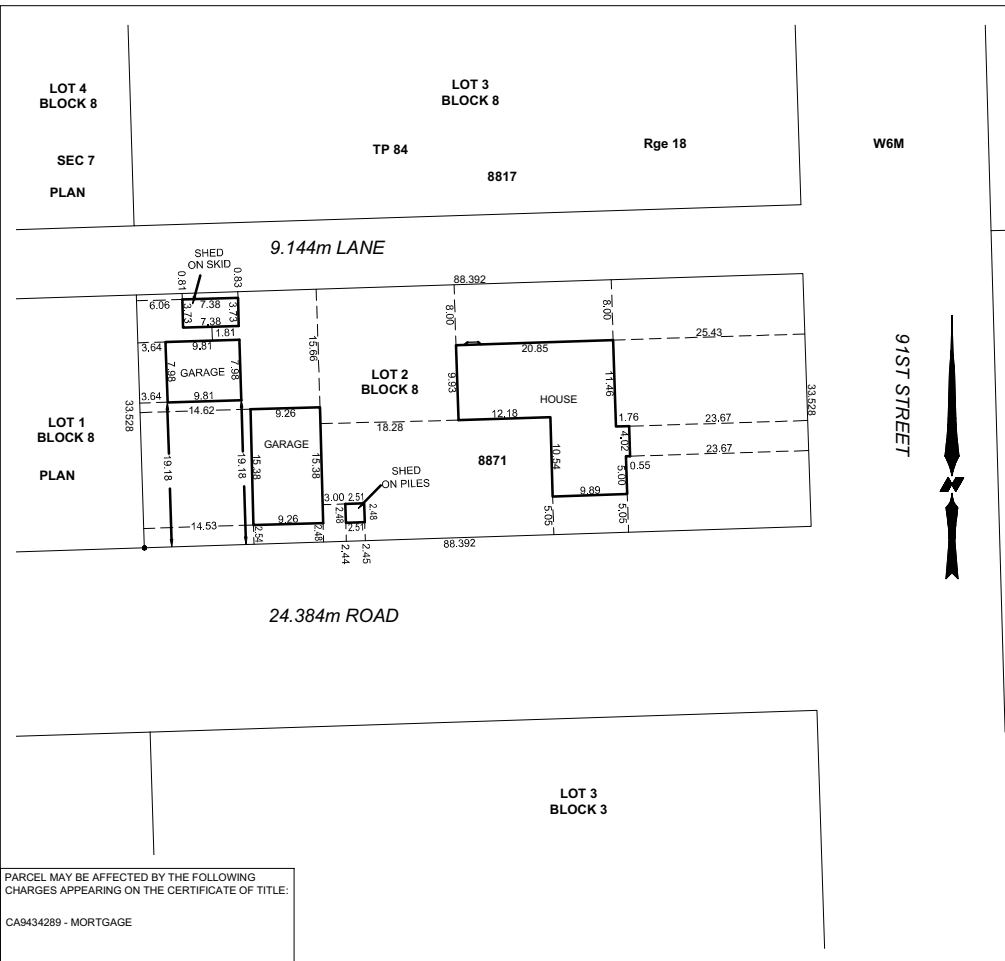 LOT 4
BLOCK 8
LOT 3
BLOCK 8
SEC 7
TP 84
Rge 18
W6M
PLAN
8817
SHED
ON SKID
9.144m LANE
0.81
0.83
88.392
6.06
7.38
3.73
3.73
7.38
1.81
8.00
8.00
25.43
3.64
9.81
7.98
GARAGE
7.98
15.66
20.85
3.64
9.81
14.62
9.26
LOT 2
BLOCK 8
9.93
HOUSE
11.46
33.528
33.528
LOT 1
BLOCK 8
PLAN
GARAGE
18.28
12.18
1.76
23.67
4.02
23.67
91ST STREET
19.18
19.18
15.38
15.38
SHED
ON PILES
8871
10.54
5.00
0.55
3.00
2.51
2.48
2.48
2.51
9.89
14.53
9.26
2.54
2.48
2.44
2.45
5.05
5.05
88.392
N
24.384m ROAD
LOT 3
BLOCK 3
PARCEL MAY BE AFFECTED BY THE FOLLOWING
CHARGES APPEARING ON THE CERTIFICATE OF TITLE:
CA9434289 - MORTGAGE